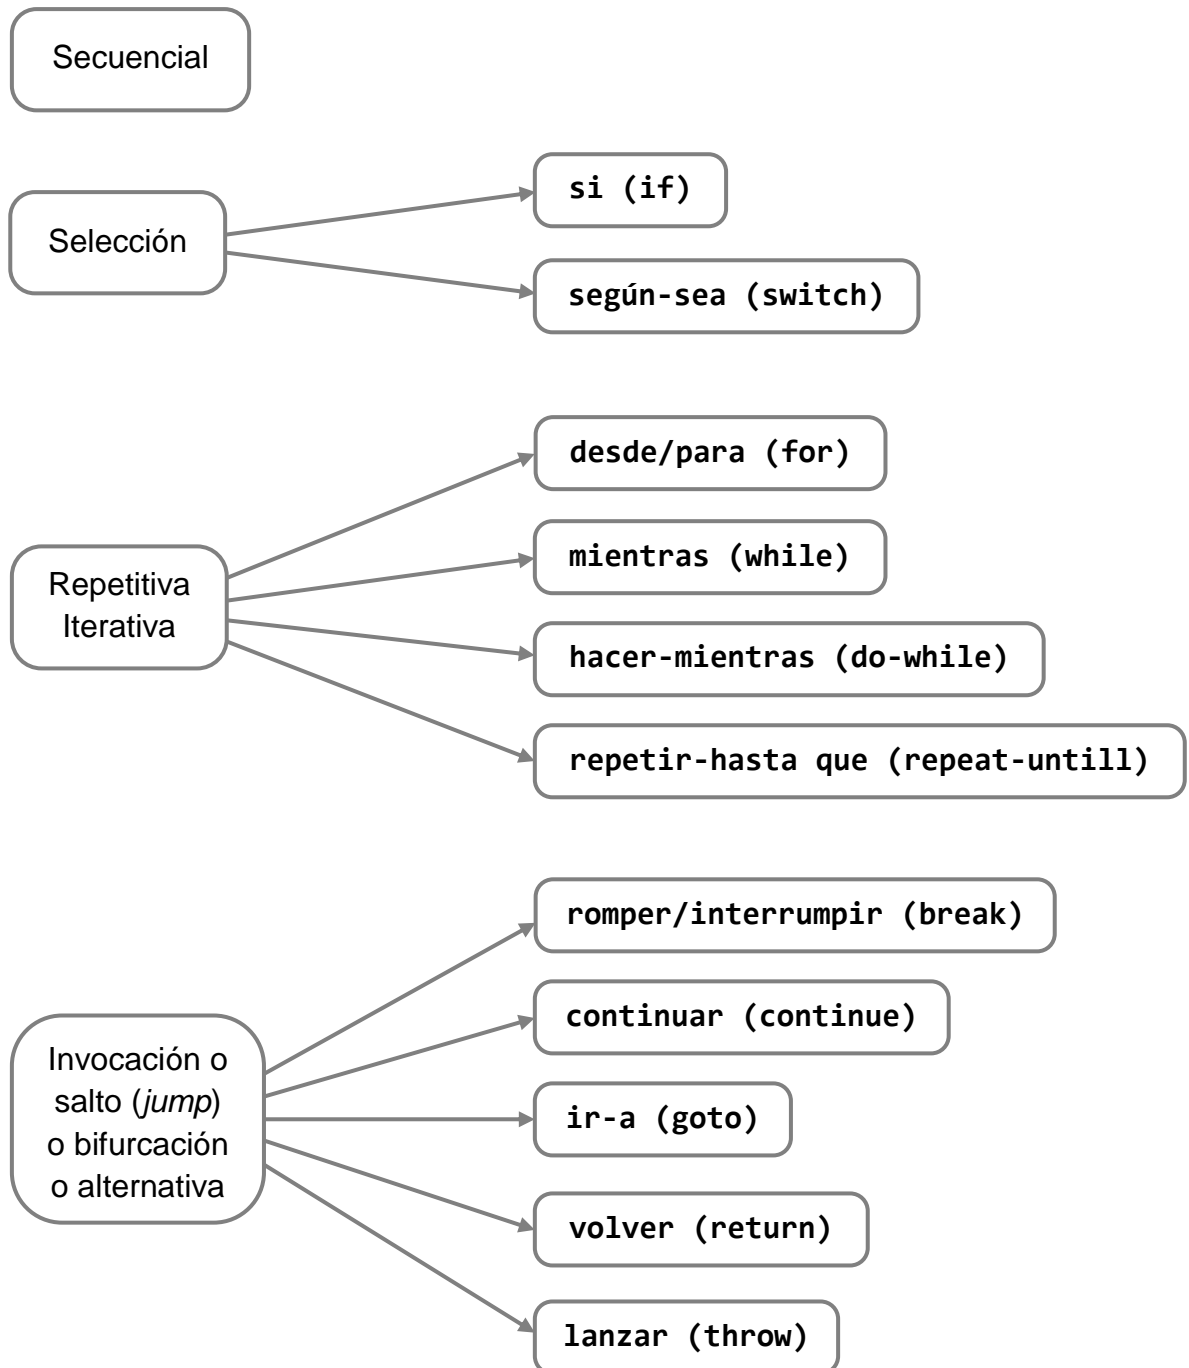 Secuencial
Selección
si (if)
según-sea (switch)
Repetitiva
Iterativa
desde/para (for)
mientras (while)
hacer-mientras (do-while)
repetir-hasta que (repeat-untill)
Invocación o
salto (jump)
o bifurcación
o alternativa
romper/interrumpir (break)
continuar (continue)
ir-a (goto)
volver (return)
lanzar (throw)